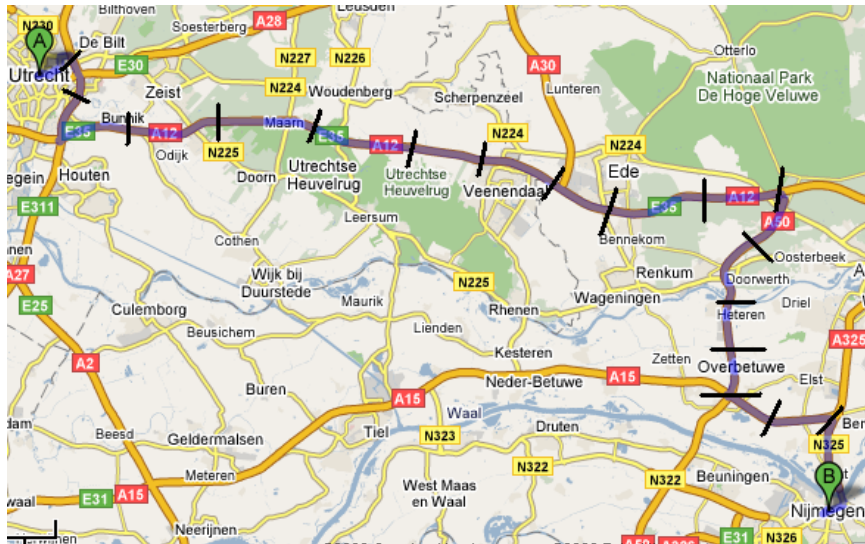 Bilthoven
Leusden
N230
Soesterberg
A28
De Bilt
A
N227
N226
Otterlo
E30
A30
Utrecht
Zeist
N224
Woudenberg
Lunteren
Nationaal Park
De Hoge Veluwe
Scherpenzeel
Bunnik
Maarn
E35
A12
E35
A12
N224
N224
Odijk
N225
Utrechtse
Heuvelrug
Utrechtse
Heuvelrug
Ede
Houten
Doorn
Veenendaal
E35
A12
E311
Leersum
A50
Bennekom
Oosterbeek
Cothen
A27
Renkum
Wijk bij
Duurstede
N225
Doorwerth
E25
Maurik
Wageningen
Culemborg
Rhenen
Driel
Heteren
Beusichem
Lienden
A325
Kesteren
Zetten
A2
Overbetuwe
Buren
Neder-Betuwe
A15
Elst
A15
Waal
Tiel
Druten
Beesd
Geldermalsen
N323
N325
Meteren
N322
Beuningen
B
E31
A15
West Maas
en Waal
N322
Nijmegen
Neerijnen
E31
N326